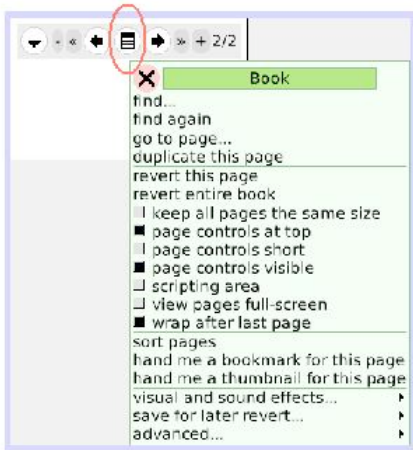 - « » + 2/2
Book
find...
find again
go to page...
duplicate this page
revert this page
revert entire book
keep all pages the same size
page controls at top
page controls short
page controls visible
scripting area
view pages full-screen
wrap after last page
sort pages
hand me a bookmark for this page
hand me a thumbnail for this page
visual and sound effects...
save for later revert...
advanced...